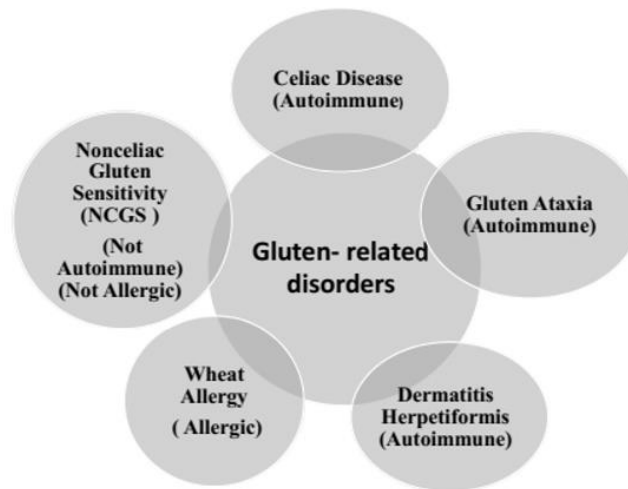 Celiac Disease
(Autoimmune)
Nonceliac
Gluten
Sensitivity
(NCGS )
(Not
Autoimmune)
(Not Allergic)
Gluten Ataxia
(Autoimmune)
Gluten- related
disorders
Wheat
Allergy
( Allergic)
Dermatitis
Herpetiformis
(Autoimmune)